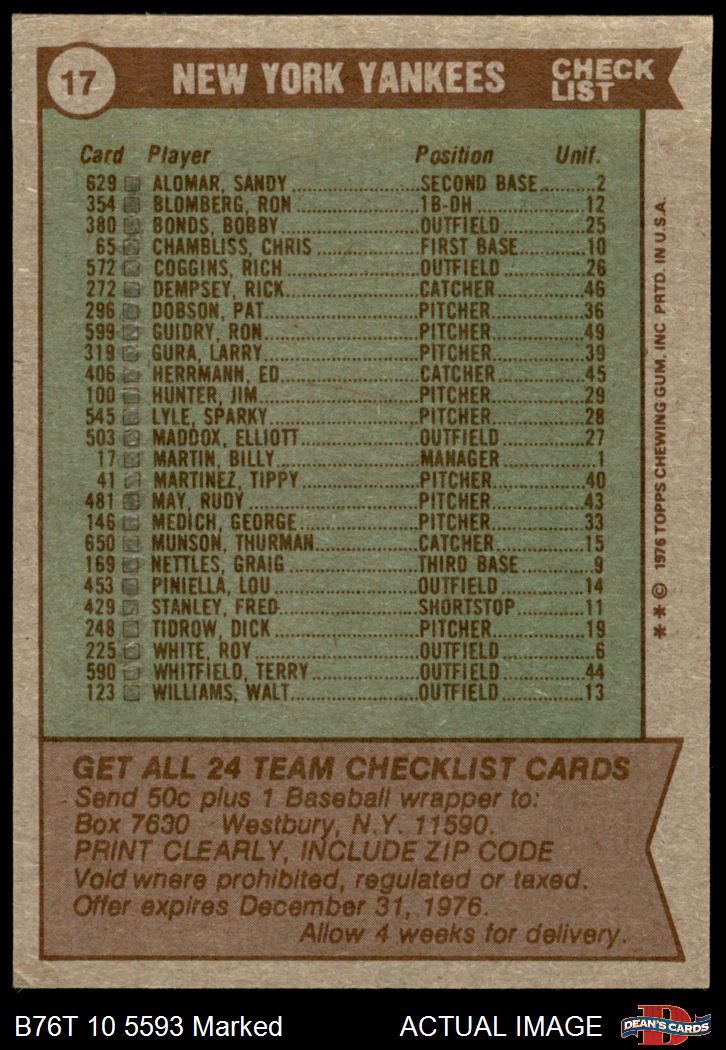 17 NEW YORK YANKEES CHECK LIST
Card Player Position Unif.
629 ALOMAR, SANDY SECOND BASE 2
354 BLOMBERG, RON 1B-DH 12
380 BONDS, BOBBY OUTFIELD 25
65 CHAMBLISS, CHRIS FIRST BASE 10
572 COGGINS, RICH OUTFIELD 26
272 DEMPSEY, RICK CATCHER 46
296 DOBSON, PAT PITCHER 36
599 GUIDRY, RON PITCHER 49
319 GURA, LARRY PITCHER 39
406 HERRMANN, ED CATCHER 45
100 HUNTER, JIM PITCHER 29
545 LYLE, SPARKY PITCHER 28
503 MADDOX, ELLIOTT OUTFIELD 27
17 MARTIN, BILLY MANAGER 1
41 MARTINEZ, TIPPY PITCHER 40
481 MAY, RUDY PITCHER 43
146 MEDICH, GEORGE PITCHER 33
650 MUNSON, THURMAN CATCHER 15
169 NETTLES, GRAIG THIRD BASE 9
453 PINIELLA, LOU OUTFIELD 14
429 STANLEY, FRED SHORTSTOP 11
248 TIDROW, DICK PITCHER 19
225 WHITE, ROY OUTFIELD 6
590 WHITFIELD, TERRY OUTFIELD 44
123 WILLIAMS, WALT OUTFIELD 13
** © 1976 TOPPS CHEWING GUM, INC PRTD. IN U.S.A.
GET ALL 24 TEAM CHECKLIST CARDS
Send 50c plus 1 Baseball wrapper to:
Box 7630 Westbury, N.Y. 11590.
PRINT CLEARLY, INCLUDE ZIP CODE
Void where prohibited, regulated or taxed.
Offer expires December 31, 1976.
Allow 4 weeks for delivery.
B76T 10 5593 Marked ACTUAL IMAGE
DEAN'S CARDS